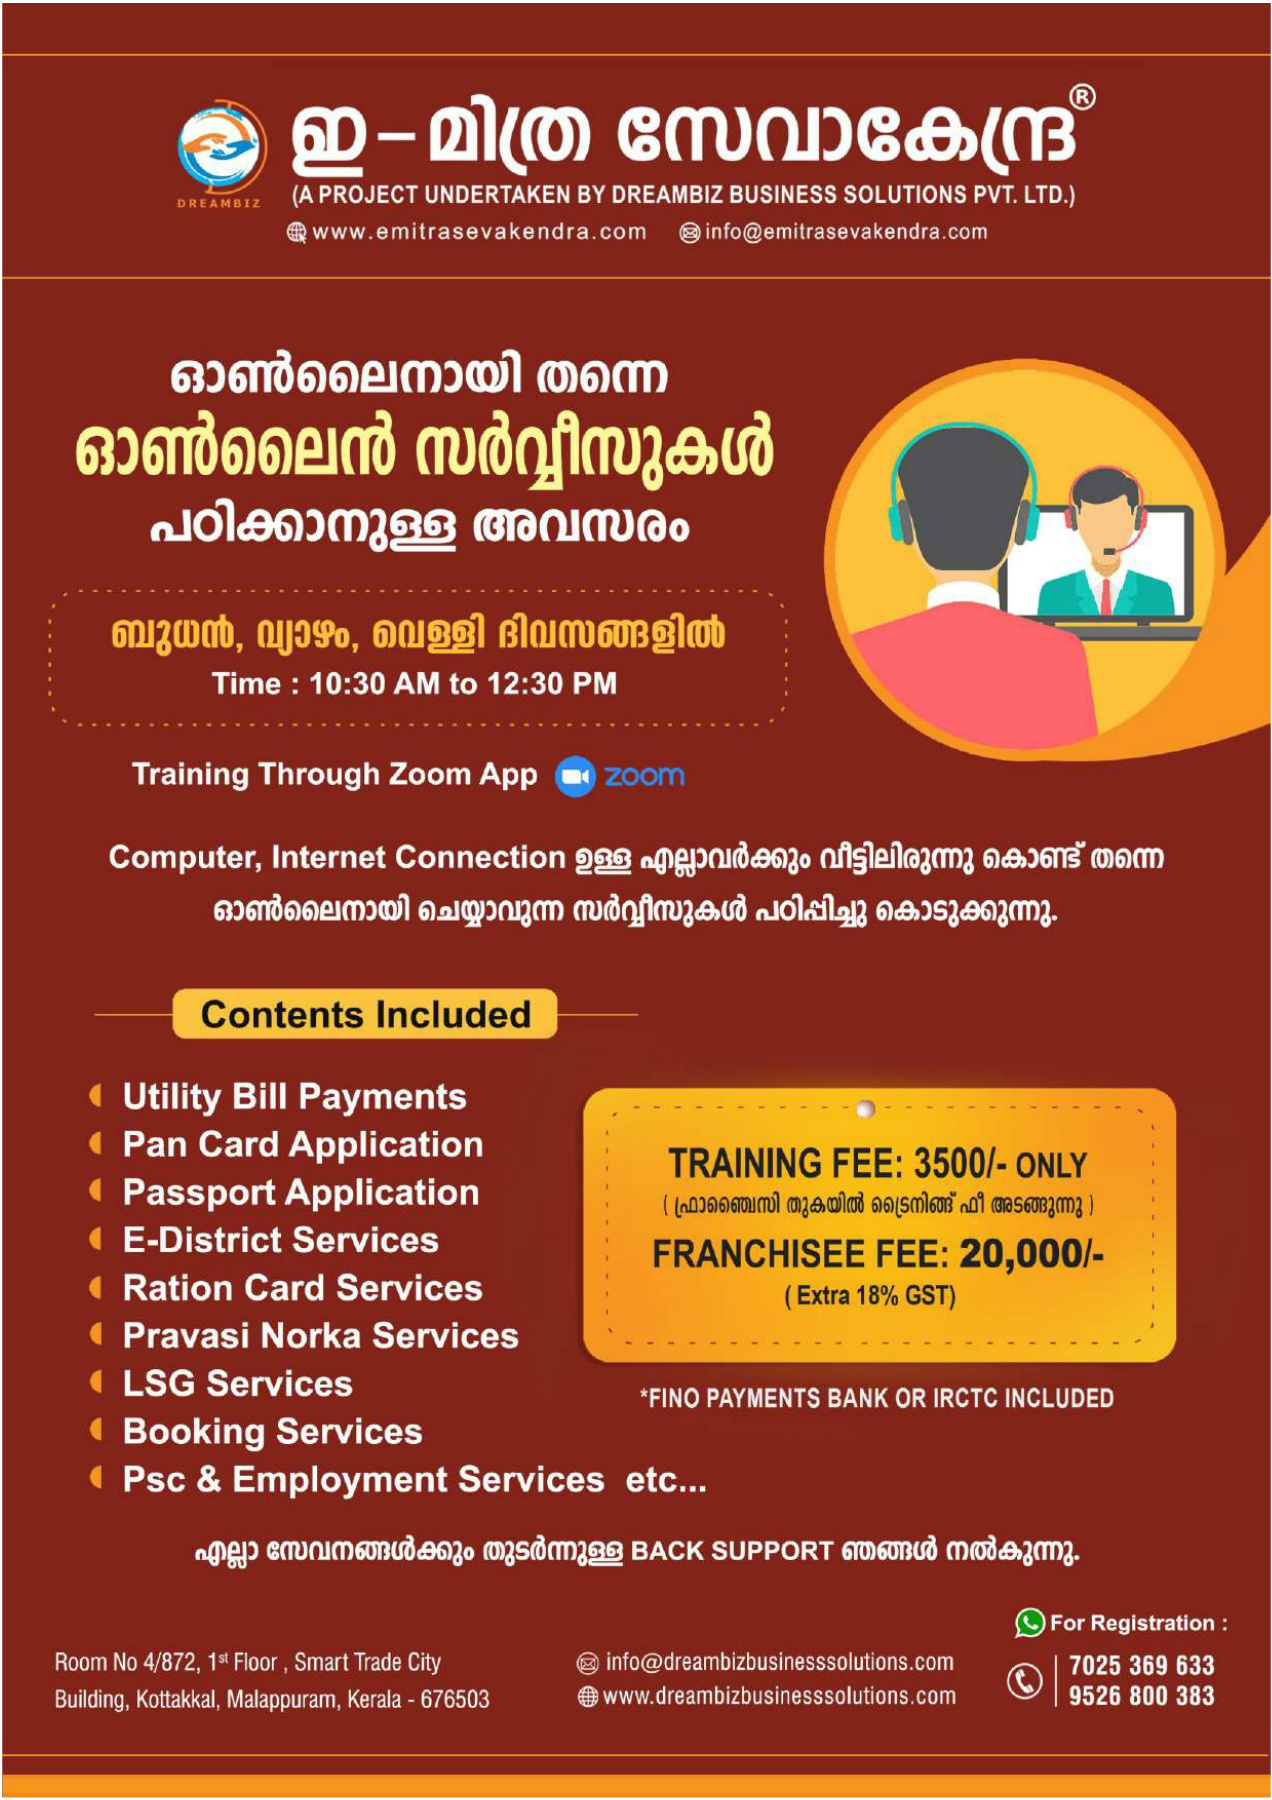 ഇ-മിത്ര സേവാകേന്ദ്ര®
DREAMBIZ
(A PROJECT UNDERTAKEN BY DREAMBIZ BUSINESS SOLUTIONS PVT. LTD.)
www.emitrasevakendra.com info@emitrasevakendra.com
ഓൺലൈനായി തന്നെ
ഓൺലൈൻ സർവ്വീസുകൾ
പഠിക്കാനുള്ള അവസരം
ബുധൻ, വ്യാഴം, വെള്ളി ദിവസങ്ങളിൽ
Time : 10:30 AM to 12:30 PM
Training Through Zoom App zoom
Computer, Internet Connection ഉള്ള എല്ലാവർക്കും വീട്ടിലിരുന്നു കൊണ്ട് തന്നെ
ഓൺലൈനായി ചെയ്യാവുന്ന സർവ്വീസുകൾ പഠിപ്പിച്ചു കൊടുക്കുന്നു.
Contents Included
Utility Bill Payments
Pan Card Application
Passport Application
E-District Services
Ration Card Services
Pravasi Norka Services
LSG Services
Booking Services
Psc & Employment Services etc...
TRAINING FEE: 3500/- ONLY
( ഫ്രാഞ്ചൈസി തുകയിൽ ട്രൈനിങ്ങ് ഫീ അടങ്ങുന്നു )
FRANCHISEE FEE: 20,000/-
( Extra 18% GST)
*FINO PAYMENTS BANK OR IRCTC INCLUDED
എല്ലാ സേവനങ്ങൾക്കും തുടർന്നുള്ള BACK SUPPORT ഞങ്ങൾ നൽകുന്നു.
Room No 4/872, 1st Floor , Smart Trade City
Building, Kottakkal, Malappuram, Kerala - 676503
info@dreambizbusinesssolutions.com
www.dreambizbusinesssolutions.com
For Registration :
7025 369 633
9526 800 383